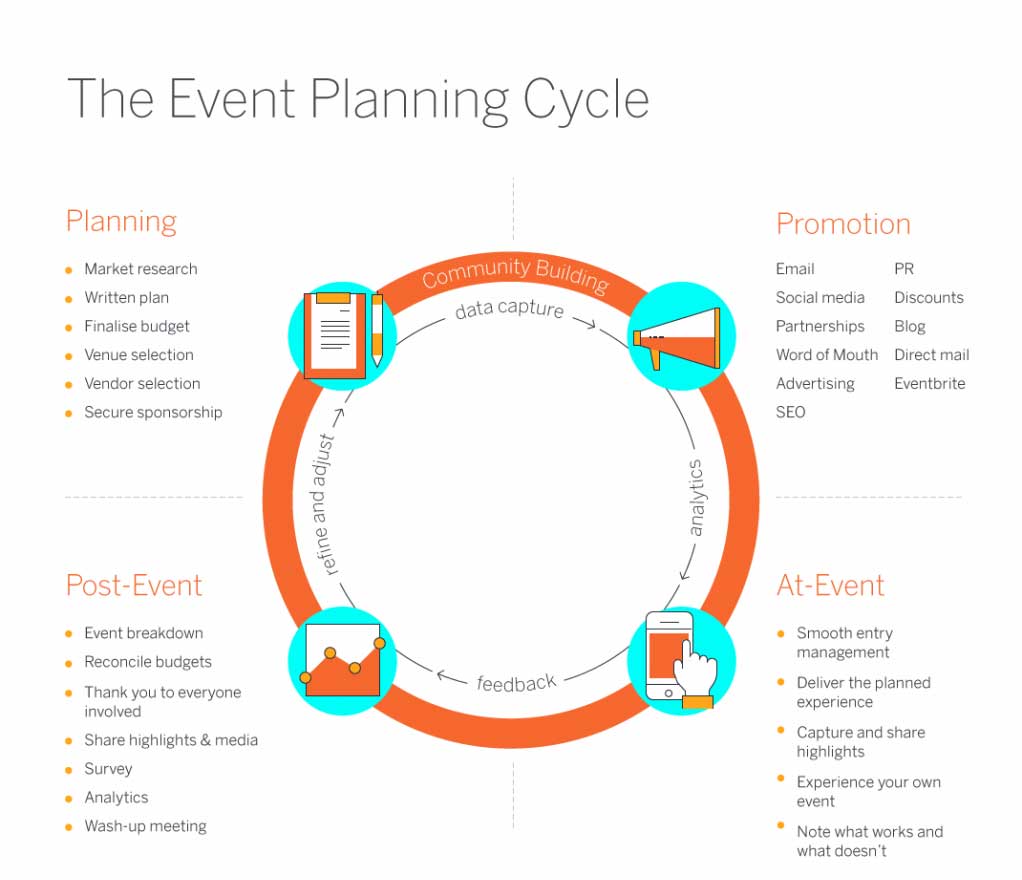 The Event Planning Cycle
Planning
Market research
Written plan
Finalise budget
Venue selection
Vendor selection
Secure sponsorship
Community Building
data capture
analytics
feedback
refine and adjust
Promotion
Email
Social media
Partnerships
Word of Mouth
Advertising
SEO
PR
Discounts
Blog
Direct mail
Eventbrite
Post-Event
Event breakdown
Reconcile budgets
Thank you to everyone
involved
Share highlights & media
Survey
Analytics
Wash-up meeting
At-Event
Smooth entry
management
Deliver the planned
experience
Capture and share
highlights
Experience your own
event
Note what works and
what doesn't